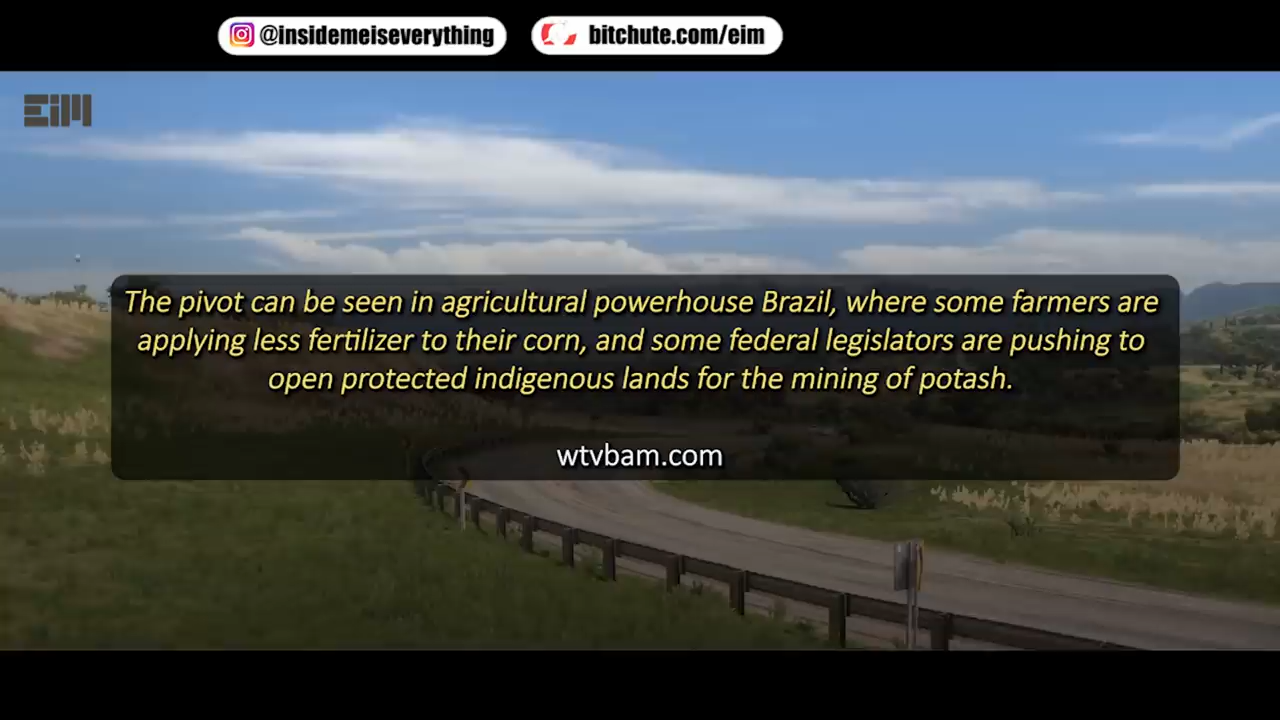 @insidemeiseverything
bitchute.com/eim
EiM
The pivot can be seen in agricultural powerhouse Brazil, where some farmers are
applying less fertilizer to their corn, and some federal legislators are pushing to
open protected indigenous lands for the mining of potash.
wtvbam.com